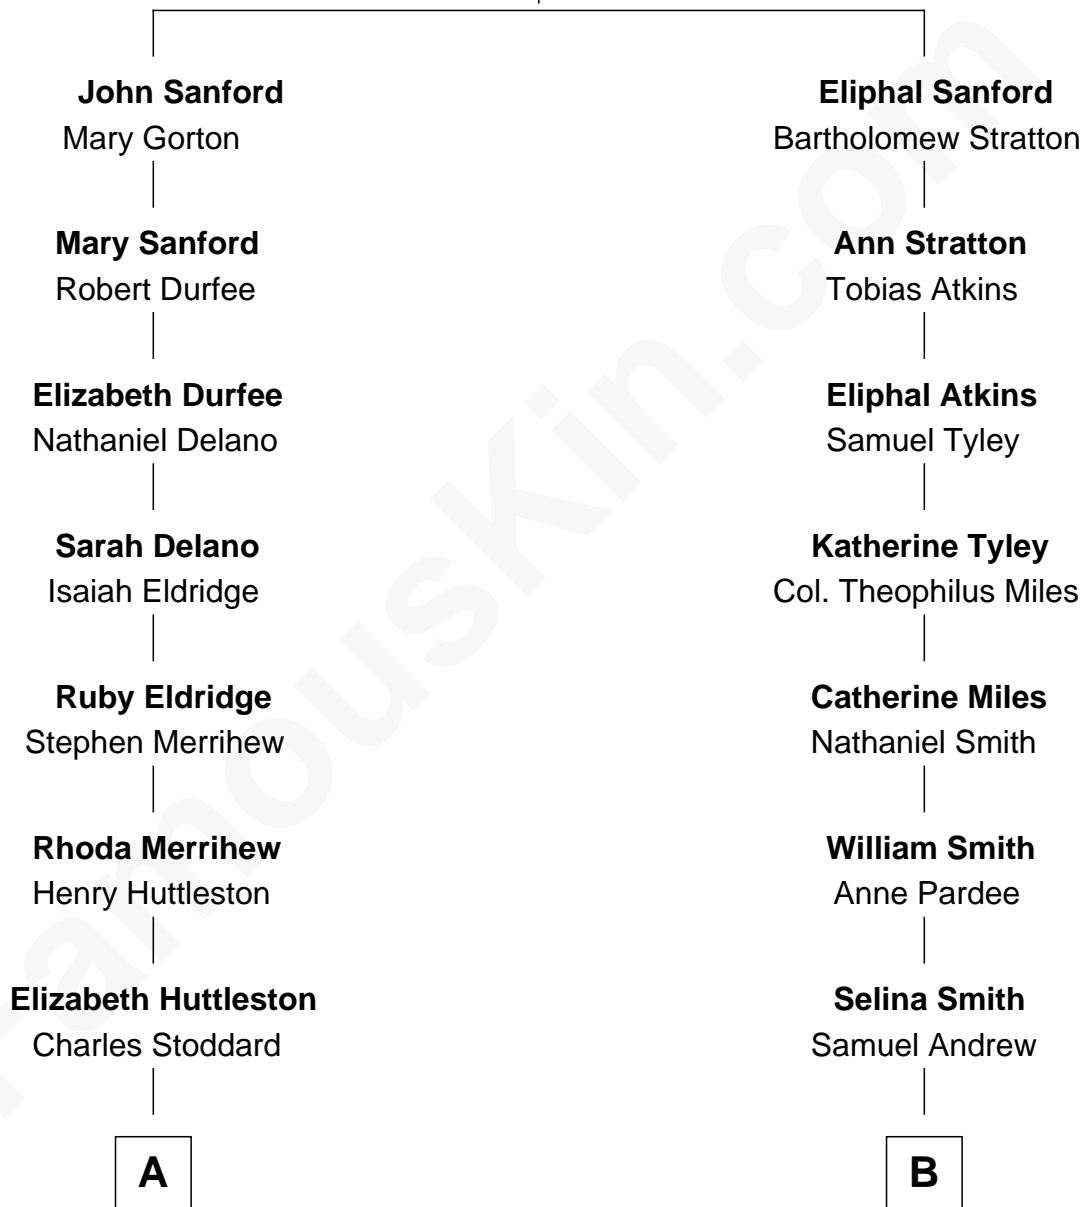 John Sanford
Mary Gorton
Mary Sanford
Robert Durfee
Elizabeth Durfee
Nathaniel Delano
Sarah Delano
Isaiah Eldridge
Ruby Eldridge
Stephen Merrihew
Rhoda Merrihew
Henry Huttleston
Elizabeth Huttleston
Charles Stoddard
A
Eliphal Sanford
Bartholomew Stratton
Ann Stratton
Tobias Atkins
Eliphal Atkins
Samuel Tyley
Katherine Tyley
Col. Theophilus Miles
Catherine Miles
Nathaniel Smith
William Smith
Anne Pardee
Selina Smith
Samuel Andrew
B
FamousKin.com